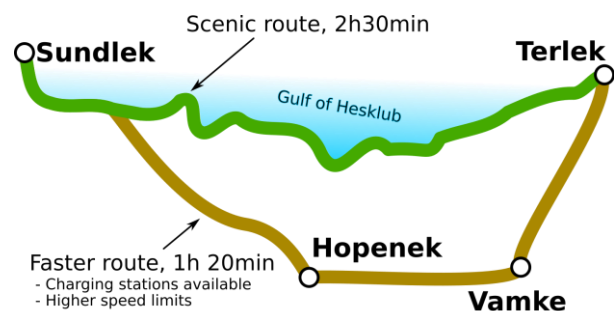 Scenic route, 2h30min
Sundlek
Terlek
Gulf of Hesklub
Hopenek
Faster route, 1h 20min
- Charging stations available
- Higher speed limits
Vamke